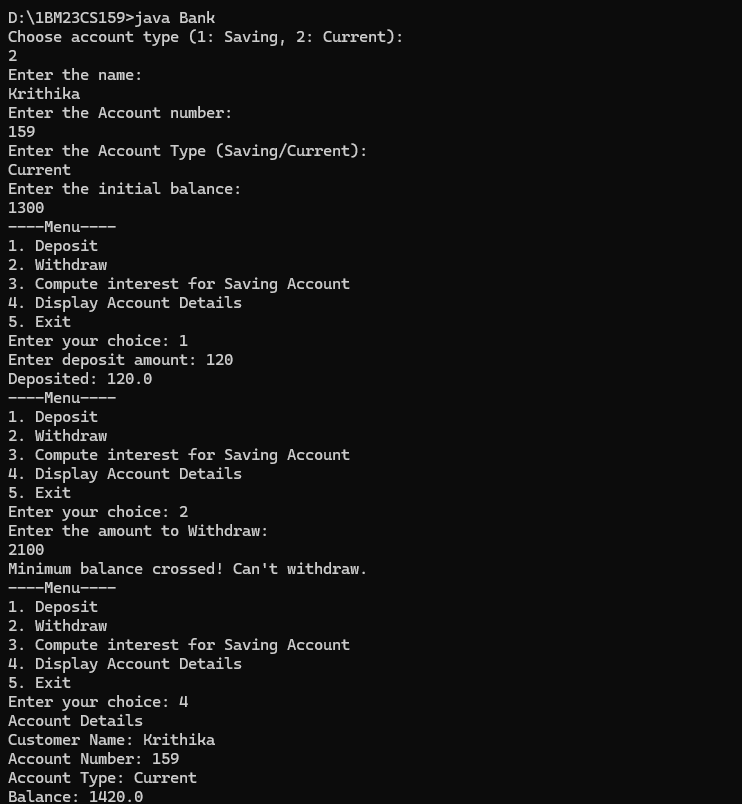 D:\1BM23CS159>java Bank
Choose account type (1: Saving, 2: Current):
2
Enter the name:
Krithika
Enter the Account number:
159
Enter the Account Type (Saving/Current):
Current
Enter the initial balance:
1300
----Menu----
1. Deposit
2. Withdraw
3. Compute interest for Saving Account
4. Display Account Details
5. Exit
Enter your choice: 1
Enter deposit amount: 120
Deposited: 120.0
----Menu----
1. Deposit
2. Withdraw
3. Compute interest for Saving Account
4. Display Account Details
5. Exit
Enter your choice: 2
Enter the amount to Withdraw:
2100
Minimum balance crossed! Can't withdraw.
----Menu----
1. Deposit
2. Withdraw
3. Compute interest for Saving Account
4. Display Account Details
5. Exit
Enter your choice: 4
Account Details
Customer Name: Krithika
Account Number: 159
Account Type: Current
Balance: 1420.0